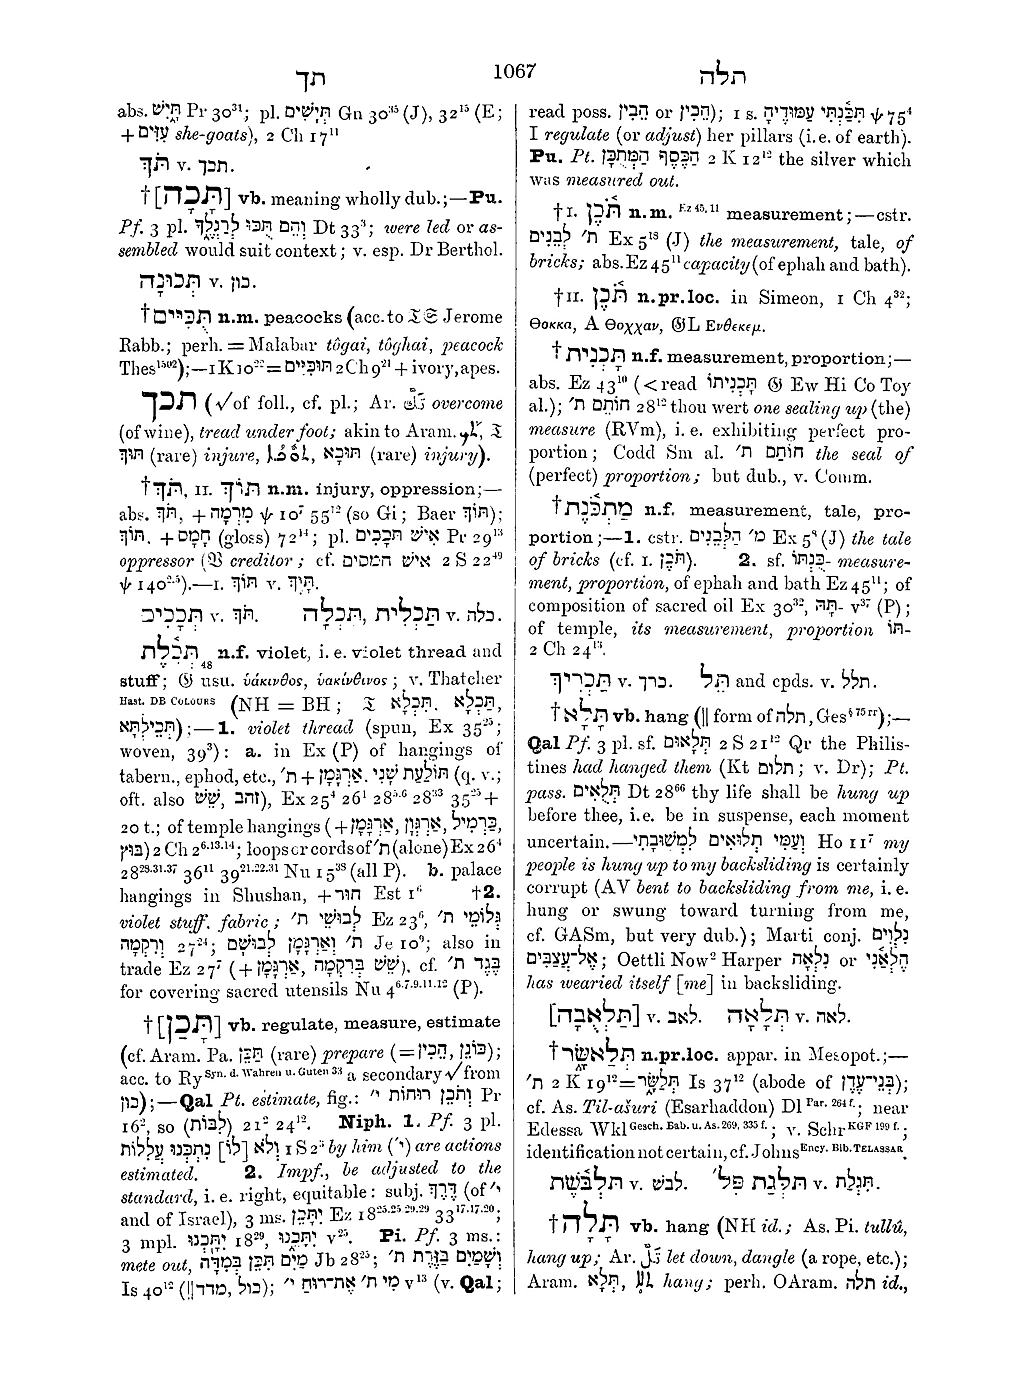 תך
1067
תלה
abs. תַּיִשׁ Pr 30³¹; pl. תְּיָשִׁים Gn 30³⁵ (J), 32¹⁵ (E;
+ עִזִּים she-goats), 2 Ch 17¹¹
תֹּךְ v. תכך.
†[תָּכָה] vb. meaning wholly dub.;—Pu.
Pf. 3 pl. וְהֵם תֻּכּוּ לְרַגְלֶךָ Dt 33³; were led or as-
sembled would suit context; v. esp. Dr Berthol.
תְּכוּנָה v. כון.
†תֻּכִּיִּים n.m. peacocks (acc. to 𝔗 𝔖 Jerome
Rabb.; perh. = Malabar tôgai, tôghai, peacock
Thes¹⁵⁰²);—1 K 10²² = תוּכִּיִּים 2 Ch 9²¹ + ivory, apes.
תכך (√ of foll., cf. pl.; Ar. overcome
(of wine), tread under foot; akin to Aram. 𝔗
תּוּךְ (rare) injure, תּוּכָא (rare) injury).
†תֹּךְ, II. תּוֹךְ n.m. injury, oppression;—
abs. תֹּךְ, + מִרְמָה ψ 10⁷ 55¹² (so Gi; Baer תּוֹךְ);
תּוֹךְ, + חָמָס (gloss) 72¹⁴; pl. אִישׁ תְּכָכִים Pr 29¹³
oppressor (𝔙 creditor; cf. איש חמסים 2 S 22⁴⁹
ψ 140².⁵).—I. תּוֹךְ v. תָּוֶךְ.
תְּכָכִים v. תֹּךְ. תַּכְלִית, תִּכְלָה v. כלה.
תְּכֵלֶת ₄₈ n.f. violet, i. e. violet thread and
stuff; 𝔊 usu. ὑάκινθος, ὑακίνθινος; v. Thatcher
Hast. DB COLOURS (NH = BH; 𝔗 תִּכְלָא, תְּכְלָא,
תְּכֵילְתָּא);—1. violet thread (spun, Ex 35²⁵;
woven, 39³): a. in Ex (P) of hangings of
tabern., ephod, etc., ת׳ + אַרְגָּמָן, תּוֹלַעַת שָׁנִי (q. v.;
oft. also שֵׁשׁ, זהב), Ex 25⁴ 26¹ 28⁵.⁶ 28³³ 35²⁵ +
20 t.; of temple hangings (+ כַּרְמִיל, אַרְגְּוָן, אַרְגָּמָן,
בּוּץ) 2 Ch 2⁶.¹³.¹⁴; loops or cords of ת׳ (alone) Ex 26⁴
28²⁸.³¹.³⁷ 36¹¹ 39²¹.²².³¹ Nu 15³⁸ (all P). b. palace
hangings in Shushan, + חוּר Est 1⁶ †2.
violet stuff, fabric; לְבוּשֵׁי ת׳ Ez 23⁶, גְּלוֹמֵי ת׳
וְרִקְמָה 27²⁴; ת׳ וְאַרְגָּמָן לְבוּשָׁם Je 10⁹; also in
trade Ez 27⁷ (+ שֵׁשׁ בְּרִקְמָה, אַרְגָּמָן), cf. בֶּגֶד ת׳
for covering sacred utensils Nu 4⁶.⁷.⁹.¹¹.¹² (P).
†[תָּכַן] vb. regulate, measure, estimate
(cf. Aram. Pa. תַּכֵּן (rare) prepare (= הֵכִין, כּוֹנֵן);
acc. to Ry Syn. d. Wahren u. Guten 33 a secondary √ from
כון);—Qal Pt. estimate, fig.: וְתֹכֵן רוּחוֹת י׳ Pr
16², so (לִבּוֹת) 21² 24¹². Niph. 1. Pf. 3 pl.
וְלֹא [לוֹ] נִתְכְּנוּ עֲלִלוֹת 1 S 2³ by him (י׳) are actions
estimated. 2. Impf., be adjusted to the
standard, i. e. right, equitable: subj. דֶּרֶךְ (of י׳
and of Israel), 3 ms. יִתָּכֵן Ez 18²⁵.²⁵.²⁹.²⁹ 33¹⁷.¹⁷.²⁰;
3 mpl. יִתָּכְנוּ 18²⁹, יִתָּכֵנוּ v²⁵. Pi. Pf. 3 ms.:
mete out, מַיִם תִּכֵּן בְּמִדָּה Jb 28²⁵; וְשָׁמַיִם בַּזֶּרֶת ת׳
Is 40¹² (|| כול, מדד); מִי ת׳ אֶת־רוּחַ י׳ v¹³ (v. Qal;
read poss. הֵכִין or הֵבִין); 1 s. תִּכַּנְתִּי עַמּוּדֶיהָ ψ 75⁴
I regulate (or adjust) her pillars (i. e. of earth).
Pu. Pt. הַכֶּסֶף הַמְתֻכָּן 2 K 12¹² the silver which
was measured out.
†I. תֹּכֶן n.m. Ez 45, 11 measurement;—cstr.
ת׳ לְבֵנִים Ex 5¹⁸ (J) the measurement, tale, of
bricks; abs. Ez 45¹¹ capacity (of ephah and bath).
†II. תֹּכֶן n.pr.loc. in Simeon, 1 Ch 4³²;
Θοκκα, A Θοχχαν, 𝔊L Ενθεκεμ.
†תָּכְנִית n.f. measurement, proportion;—
abs. Ez 43¹⁰ (< read תְּכֻנָתוֹ 𝔊 Ew Hi Co Toy
al.); חוֹתֵם ת׳ 28¹² thou wert one sealing up (the)
measure (RVm), i. e. exhibiting perfect pro-
portion; Codd Sm al. חוֹתַם ת׳ the seal of
(perfect) proportion; but dub., v. Comm.
†מַתְכֹּנֶת n.f. measurement, tale, pro-
portion;—1. cstr. מ׳ הַלְּבֵנִים Ex 5⁸ (J) the tale
of bricks (cf. I. תֹּכֶן). 2. sf. ־כֻּנְתּוֹ measure-
ment, proportion, of ephah and bath Ez 45¹¹; of
composition of sacred oil Ex 30³², ־תָּהּ v³⁷ (P);
of temple, its measurement, proportion ־תּוֹ
2 Ch 24¹³.
תַּכְרִיךְ v. כרך. תֵּל and cpds. v. תלל.
†תָּלָא vb. hang (|| form of תלה, Ges§ 75 rr);—
Qal Pf. 3 pl. sf. תְּלָאוּם 2 S 21¹² Qr the Philis-
tines had hanged them (Kt תלום; v. Dr); Pt.
pass. תְּלֻאִים Dt 28⁶⁶ thy life shall be hung up
before thee, i. e. be in suspense, each moment
uncertain.—וְעַמִּי תְלוּאִים לִמְשׁוּבָתִי Ho 11⁷ my
people is hung up to my backsliding is certainly
corrupt (AV bent to backsliding from me, i. e.
hung or swung toward turning from me,
cf. GASm, but very dub.); Marti conj. נִלְוִים
אֶל־עֲצַבִּים; Oettli Now² Harper נִלְאָה or הֶלְאַנִי
has wearied itself [me] in backsliding.
[תַּלְאֻבָה] v. לאב. תְּלָאָה v. לאה.
†תְּלַאשַּׂר n.pr.loc. appar. in Mesopot.;—
ת׳ 2 K 19¹² = תְּלַשָּׂר Is 37¹² (abode of בְּנֵי־עֶדֶן);
cf. As. Til-ašuri (Esarhaddon) Dl Par. 264 f.; near
Edessa Wkl Gesch. Bab. u. As. 269, 335 f.; v. Schr KGF 199 f.;
identification not certain, cf. Johns Ency. Bib. TELASSAR.
תִּלְבֹּשֶׁת v. לבשׁ. תִּלְגַת פִּל׳ v. תִּגְלַת.
†תָּלָה vb. hang (NH id.; As. Pi. tullû,
hang up; Ar. let down, dangle (a rope, etc.);
Aram. תְּלָא, hang; perh. OAram. תלה id.,